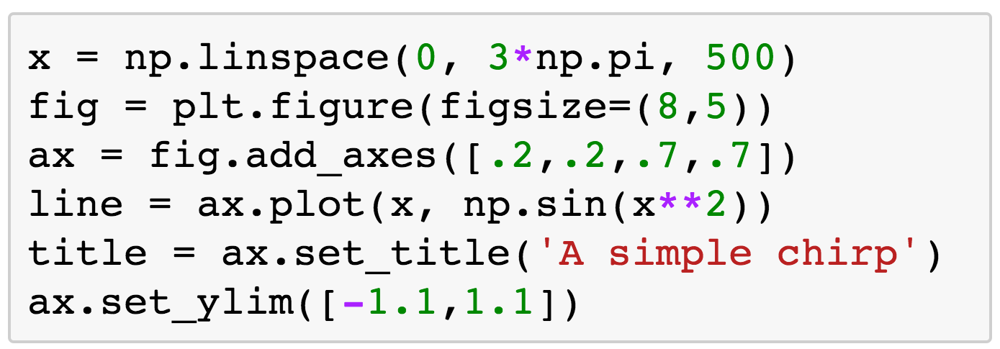 x = np.linspace(0, 3*np.pi, 500)
fig = plt.figure(figsize=(8,5))
ax = fig.add_axes([.2,.2,.7,.7])
line = ax.plot(x, np.sin(x**2))
title = ax.set_title('A simple chirp')
ax.set_ylim([-1.1,1.1])